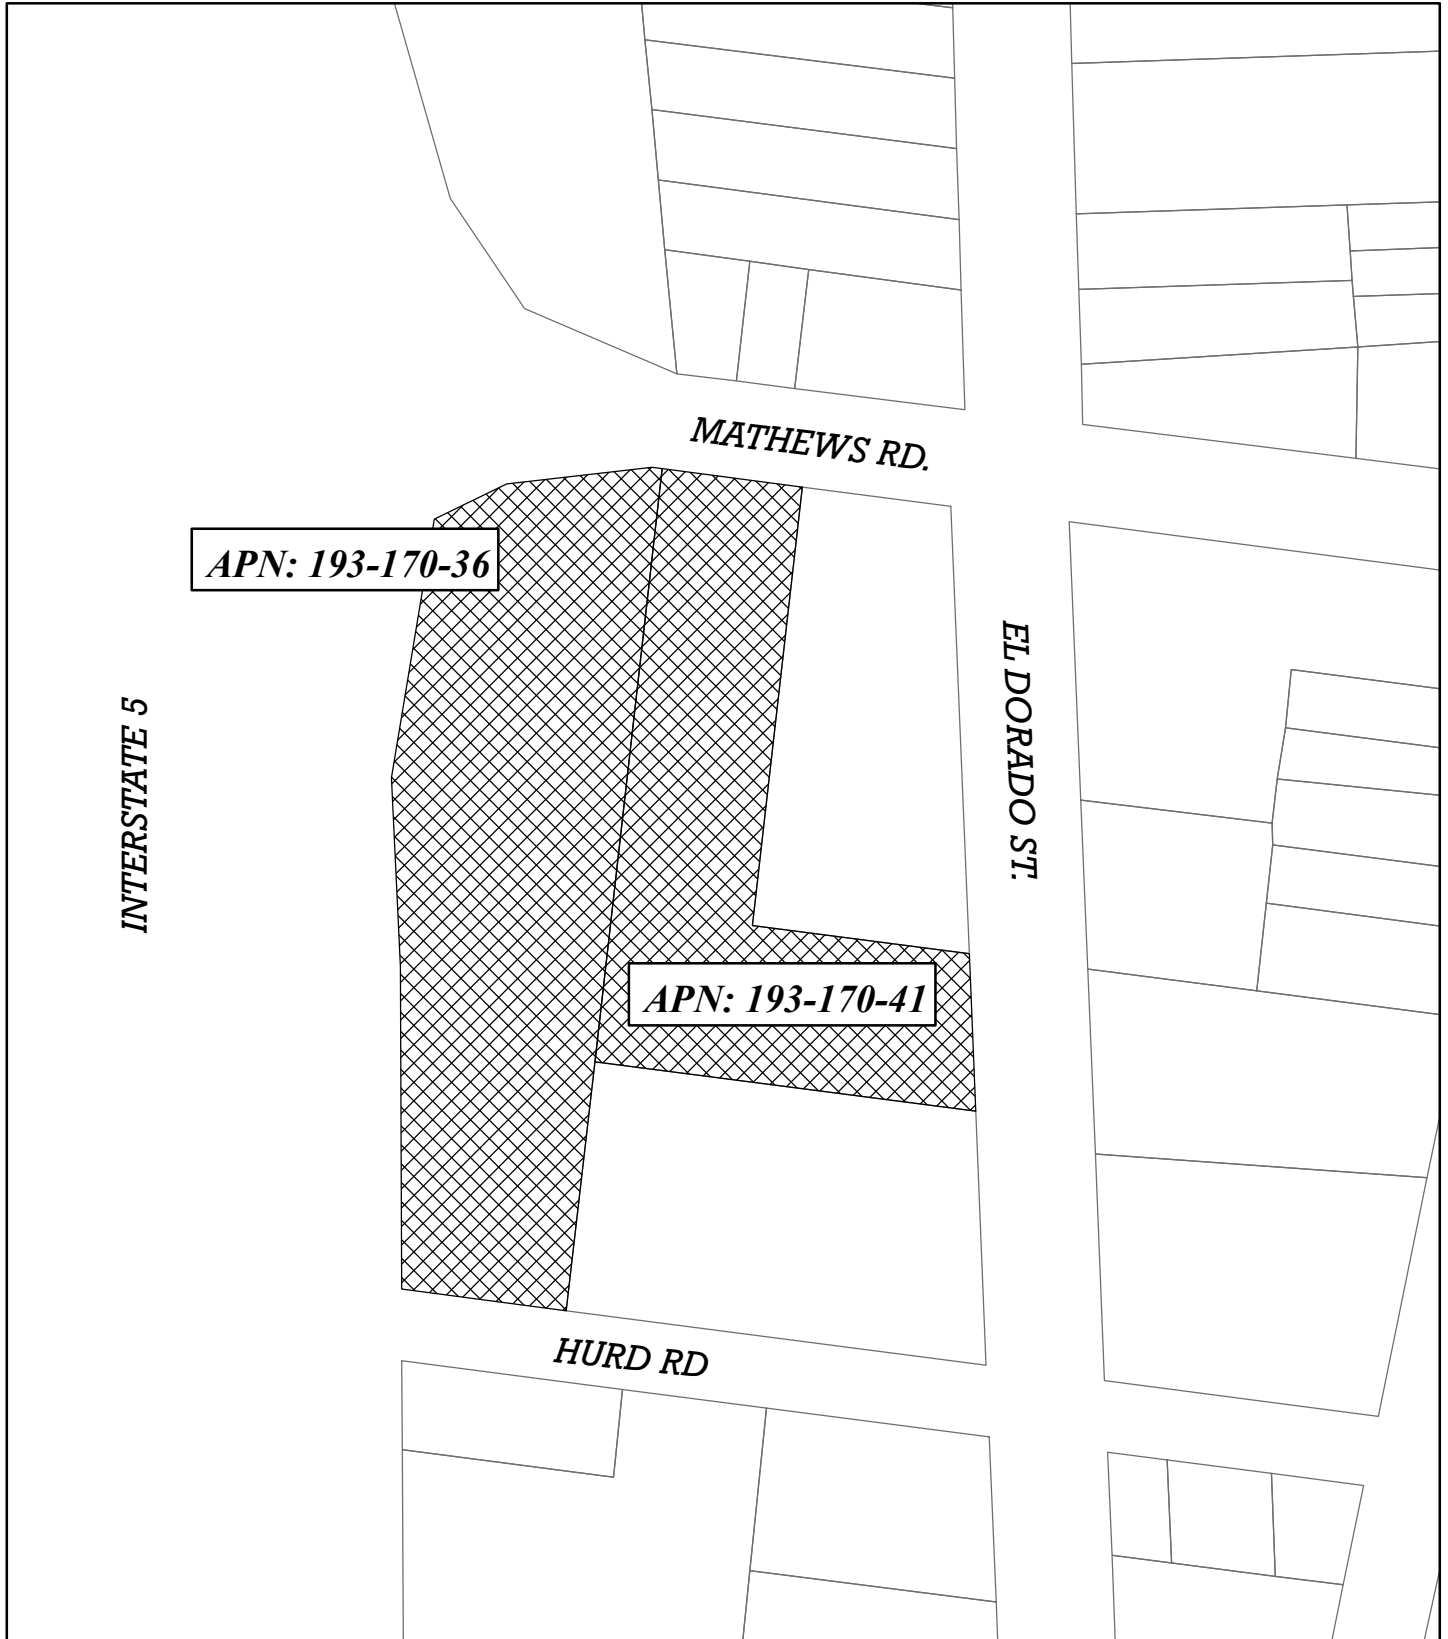 MATHEWS RD.
APN: 193-170-36
EL DORADO ST.
INTERSTATE 5
APN: 193-170-41
HURD RD